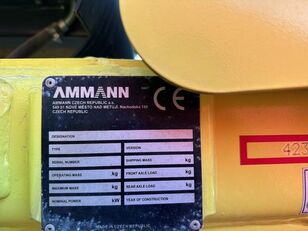 AMMANN
CE
AMMANN CZECH REPUBLIC a.s.
549 01 NOVÉ MĚSTO NAD METUJÍ, Náchodská 145
CZECH REPUBLIC
DESIGNATION
TYPE VERSION
SERIAL NUMBER SHIPPING MASS kg
OPERATING MASS kg FRONT AXLE LOAD kg
MAXIMUM MASS kg REAR AXLE LOAD kg
NOMINAL POWER kW YEAR OF CONSTRUCTION
MADE IN CZECH REPUBLIC
423